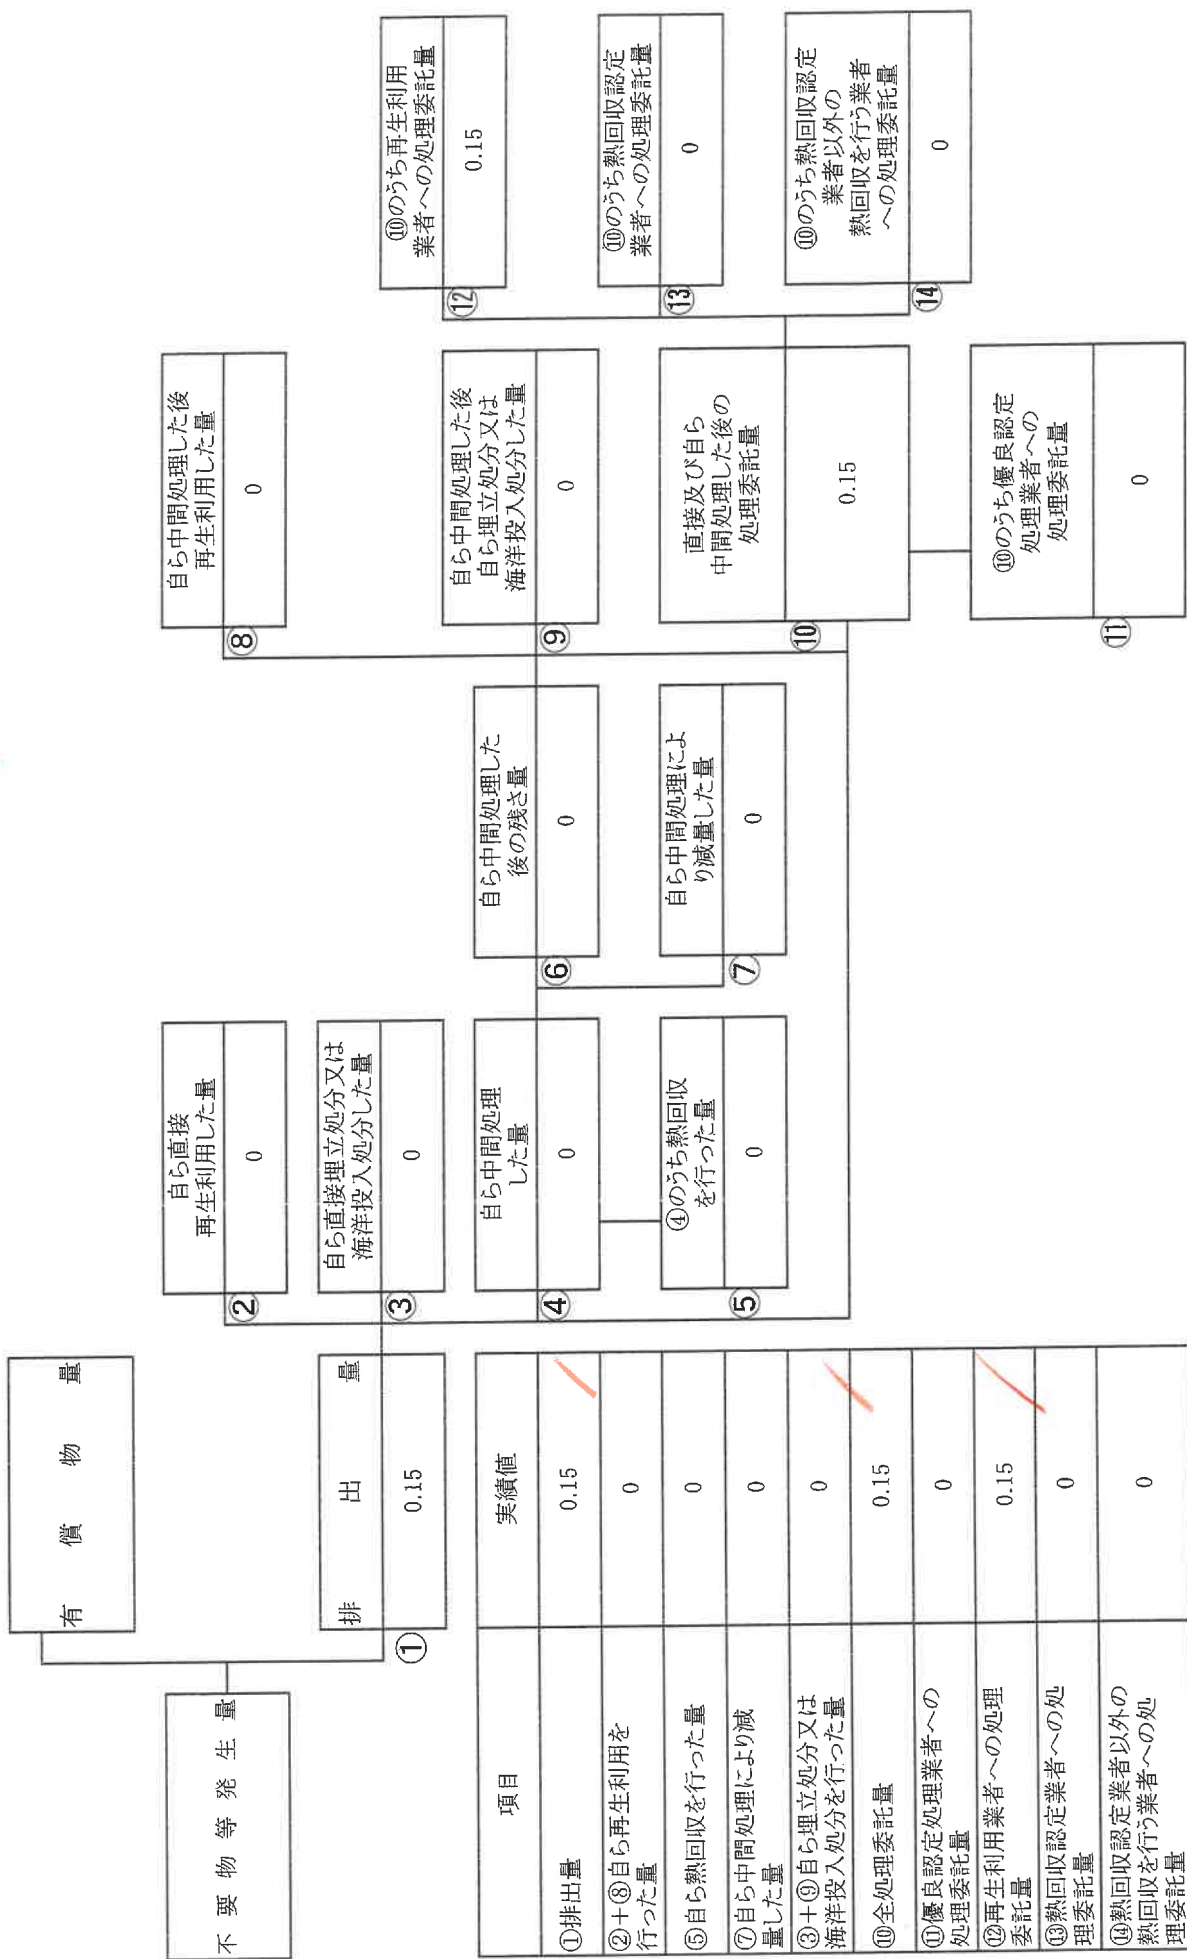 有償物量
不要物等発生量
排出量
①
0.15
自ら直接
再生利用した量
②
0
自ら直接埋立処分又は
海洋投入処分した量
③
0
自ら中間処理
した量
④
0
④のうち熱回収
を行った量
⑤
0
自ら中間処理した
後の残さ量
⑥
0
自ら中間処理によ
り減量した量
⑦
0
自ら中間処理した後
再生利用した量
⑧
0
自ら中間処理した後
自ら埋立処分又は
海洋投入処分した量
⑨
0
直接及び自ら
中間処理した後の
処理委託量
⑩
0.15
⑩のうち優良認定
処理業者への
処理委託量
⑪
0
⑩のうち再生利用
業者への処理委託量
⑫
0.15
⑩のうち熱回収認定
業者への処理委託量
⑬
0
⑩のうち熱回収認定
業者以外の
熱回収を行う業者
への処理委託量
⑭
0
項目 実績値
①排出量 0.15
②+⑧自ら再生利用を
行った量 0
⑤自ら熱回収を行った量 0
⑦自ら中間処理により減
量した量 0
③+⑨自ら埋立処分又は
海洋投入処分を行った量 0
⑩全処理委託量 0.15
⑪優良認定処理業者への
処理委託量 0
⑫再生利用業者への処理
委託量 0.15
⑬熱回収認定業者への処
理委託量 0
⑭熱回収認定業者以外の
熱回収を行う業者への処
理委託量 0